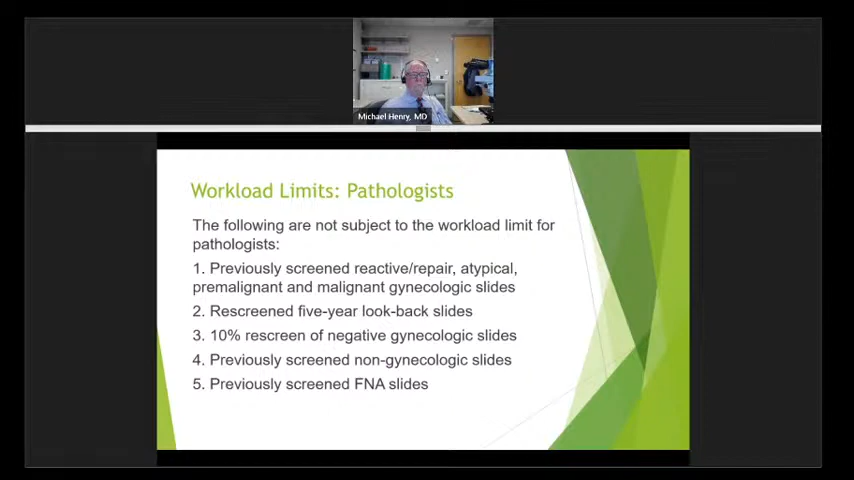 Michael Henry, MD
Workload Limits: Pathologists
The following are not subject to the workload limit for
pathologists:
1. Previously screened reactive/repair, atypical,
premalignant and malignant gynecologic slides
2. Rescreened five-year look-back slides
3. 10% rescreen of negative gynecologic slides
4. Previously screened non-gynecologic slides
5. Previously screened FNA slides